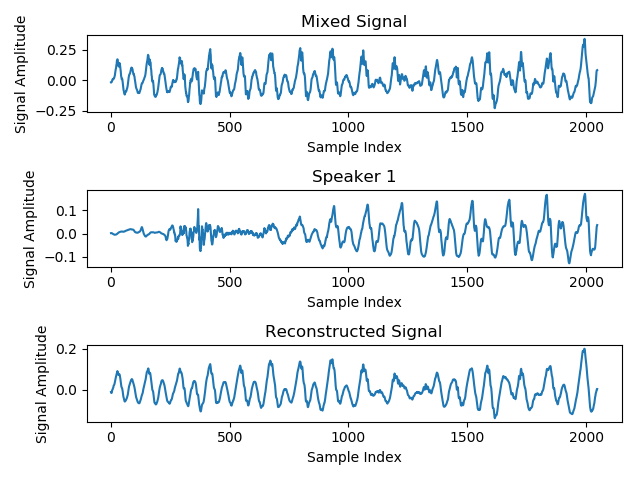 Mixed Signal
Signal Amplitude
0.25
0.00
−0.25
0 500 1000 1500 2000
Sample Index
Speaker 1
Signal Amplitude
0.1
0.0
−0.1
0 500 1000 1500 2000
Sample Index
Reconstructed Signal
Signal Amplitude
0.2
0.0
0 500 1000 1500 2000
Sample Index